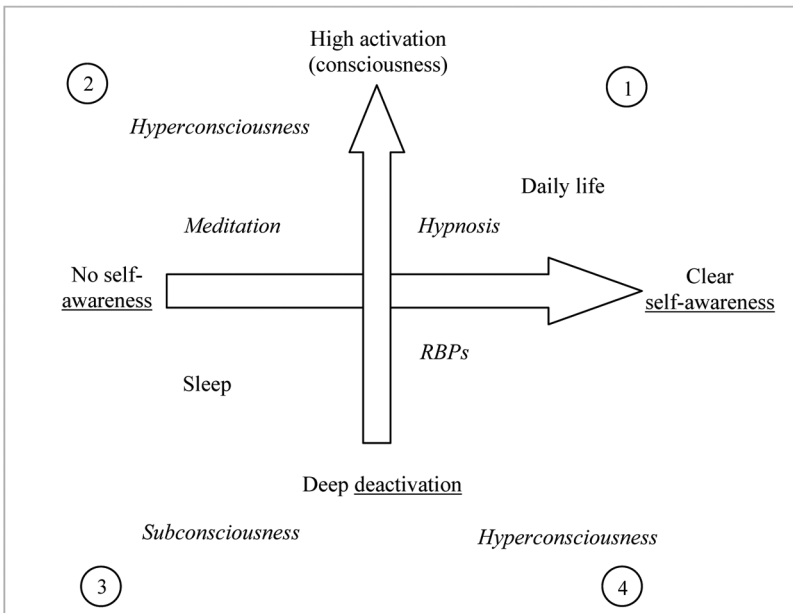 High activation
(consciousness)
2
1
Hyperconsciousness
Daily life
Meditation
Hypnosis
No self-
awareness
Clear
self-awareness
RBPs
Sleep
Deep deactivation
Subconsciousness
Hyperconsciousness
3
4